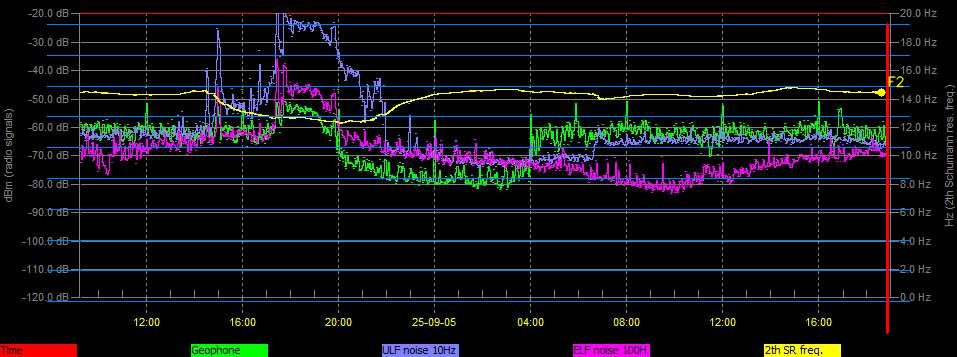 -20.0 dB 20.0 Hz
-30.0 dB 18.0 Hz
-40.0 dB 16.0 Hz
F2
-50.0 dB 14.0 Hz
-60.0 dB 12.0 Hz
-70.0 dB 10.0 Hz
-80.0 dB 8.0 Hz
-90.0 dB 6.0 Hz
-100.0 dB 4.0 Hz
-110.0 dB 2.0 Hz
-120.0 dB 0.0 Hz
dBm (radio signals)
Hz (2th Schumann res. freq.)
12:00 16:00 20:00 25-09-05 04:00 08:00 12:00 16:00
Time Geophone ULF noise 10Hz ELF noise 100H 2th SR freq.